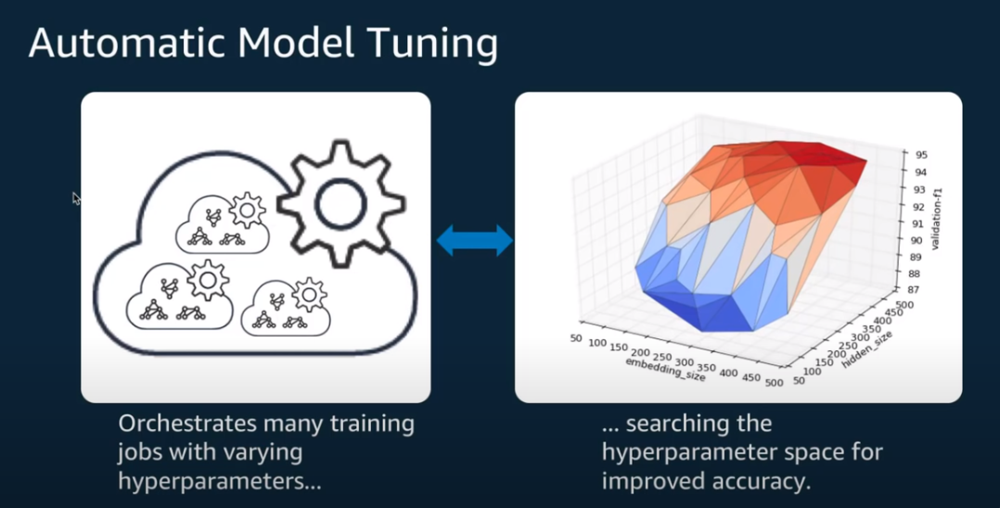 Automatic Model Tuning
95
94
93
92
91
90
89
88
87
validation-f1
50 100 150 200 250 300 350 400 450 500
embedding_size
50 100 150 200 250 300 350 400 450 500
hidden_size
Orchestrates many training
jobs with varying
hyperparameters...
... searching the
hyperparameter space for
improved accuracy.